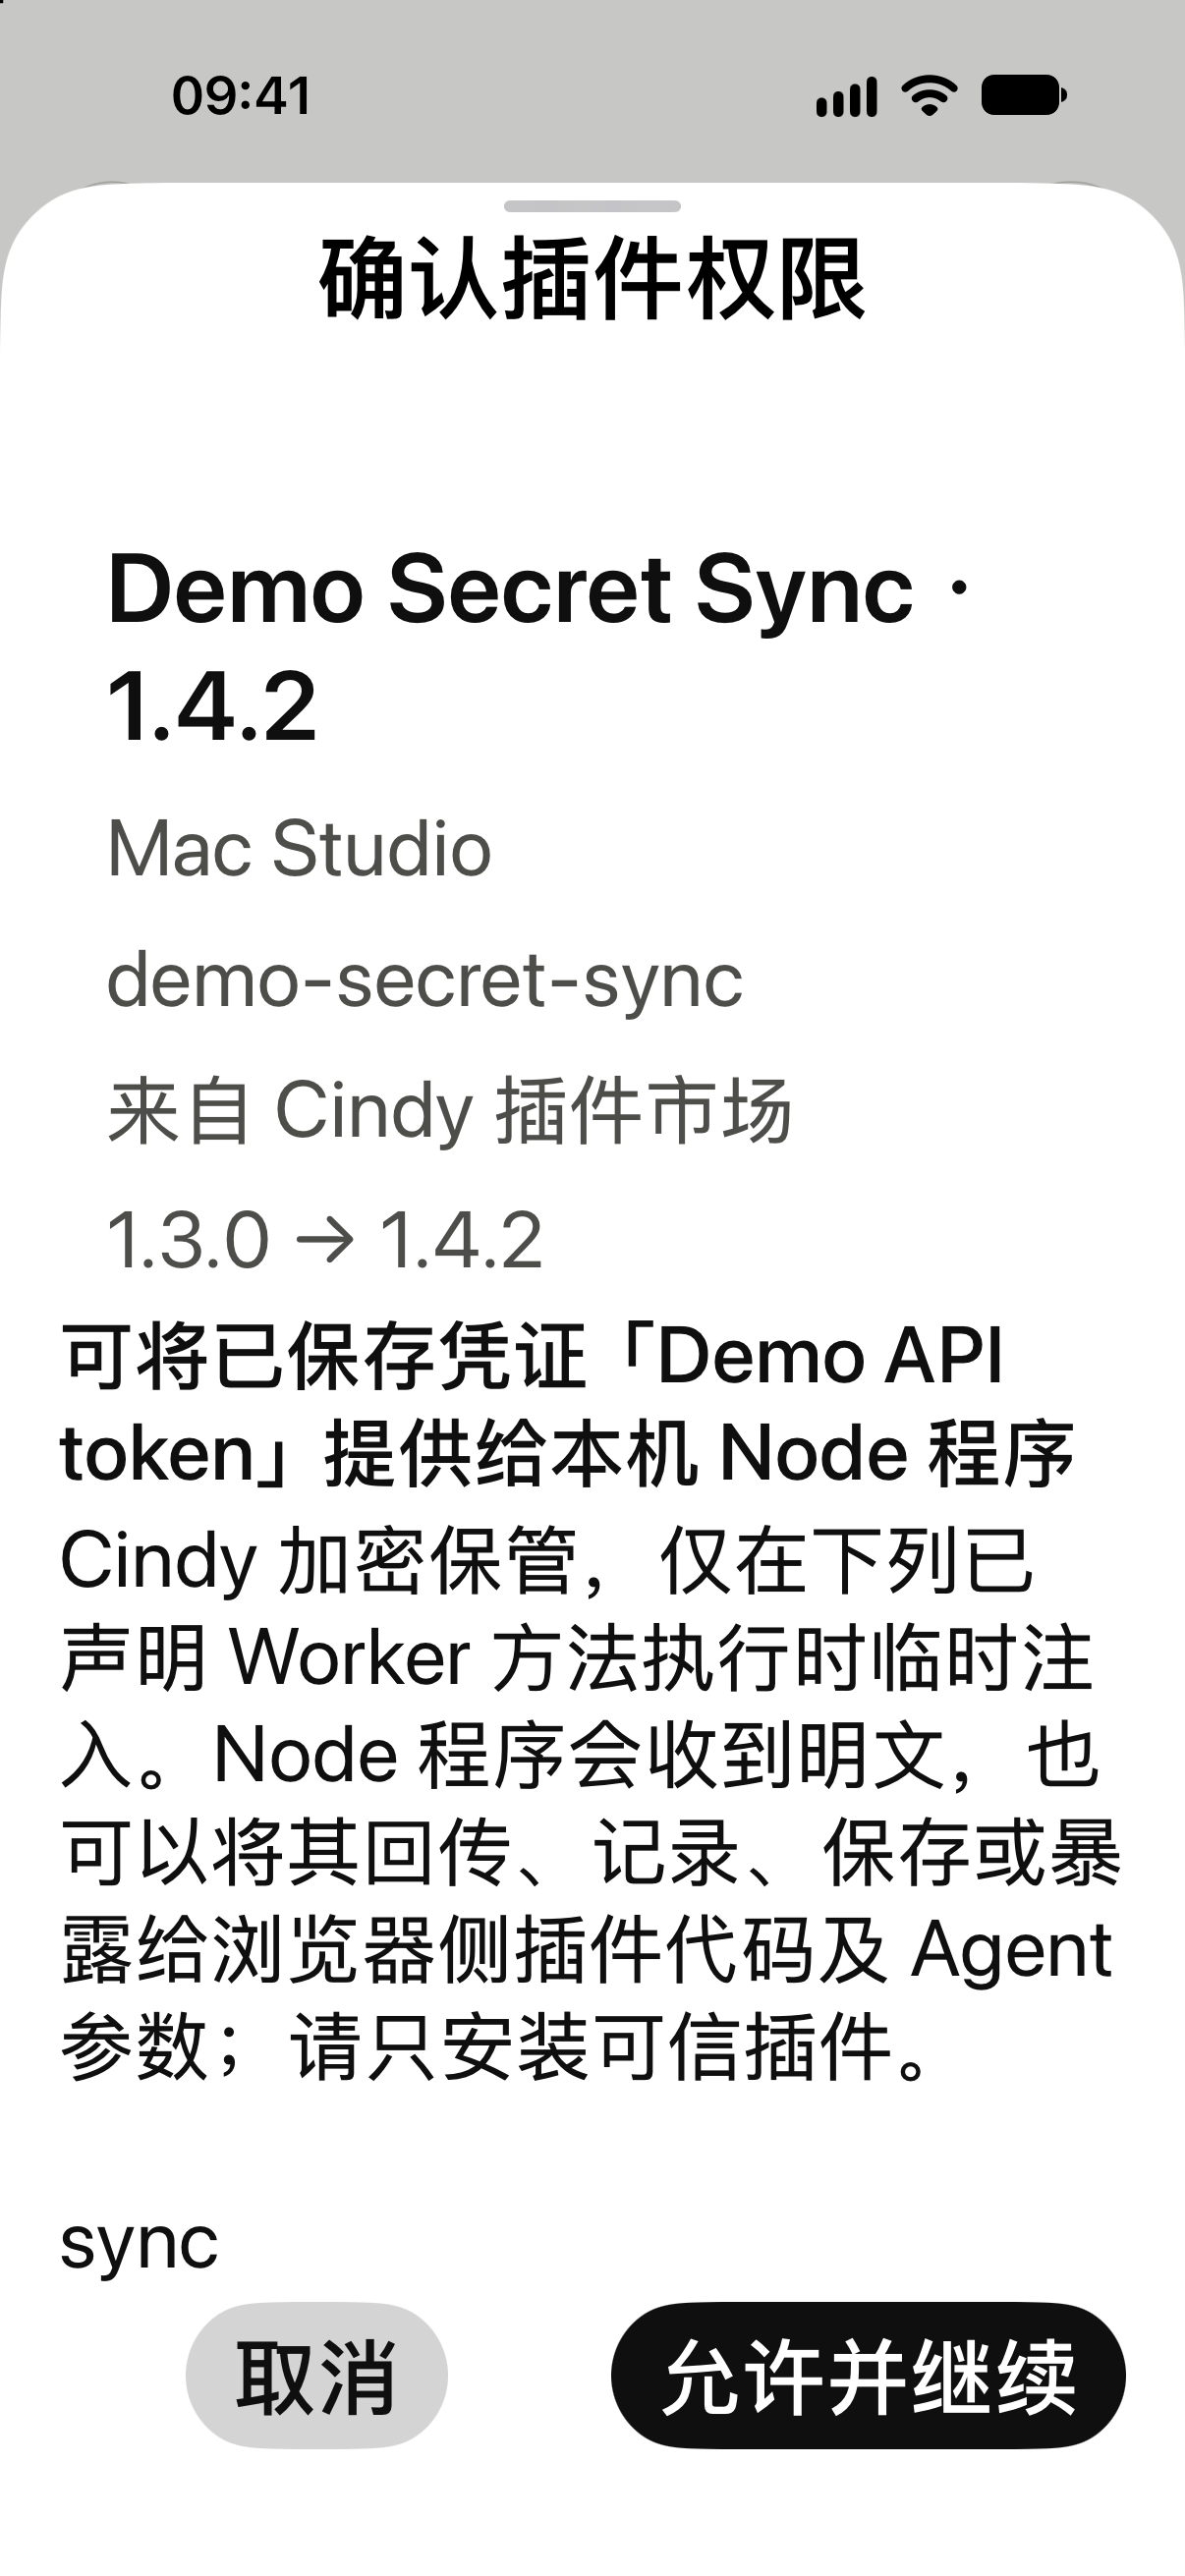 09:41
确认插件权限
Demo Secret Sync ·
1.4.2
Mac Studio
demo-secret-sync
来自 Cindy 插件市场
1.3.0 → 1.4.2
可将已保存凭证「Demo API
token」提供给本机 Node 程序
Cindy 加密保管，仅在下列已
声明 Worker 方法执行时临时注
入。Node 程序会收到明文，也
可以将其回传、记录、保存或暴
露给浏览器侧插件代码及 Agent
参数；请只安装可信插件。
sync
取消
允许并继续